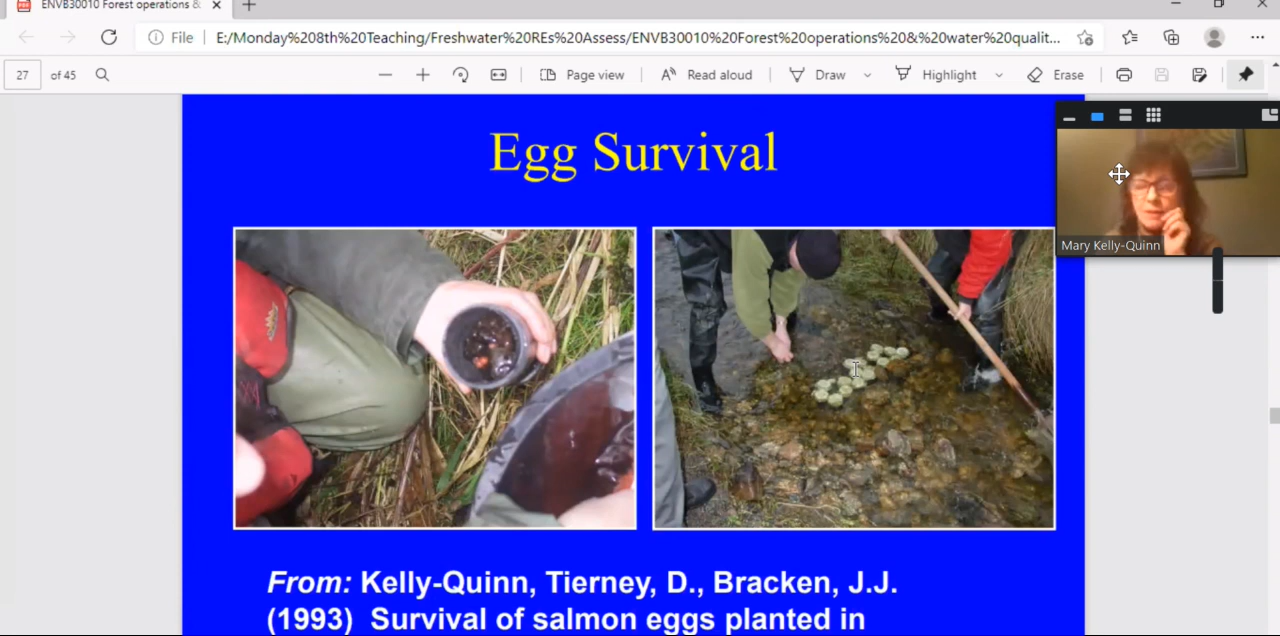 ENVB30010 Forest operations &
File
E:/Monday%208th%20Teaching/Freshwater%20REs%20Assess/ENVB30010%20Forest%20operations%20&%20water%20qualit...
27 of 45
Page view
Read aloud
Draw
Highlight
Erase
Egg Survival
Mary Kelly-Quinn
From: Kelly-Quinn, Tierney, D., Bracken, J.J.
(1993) Survival of salmon eggs planted in